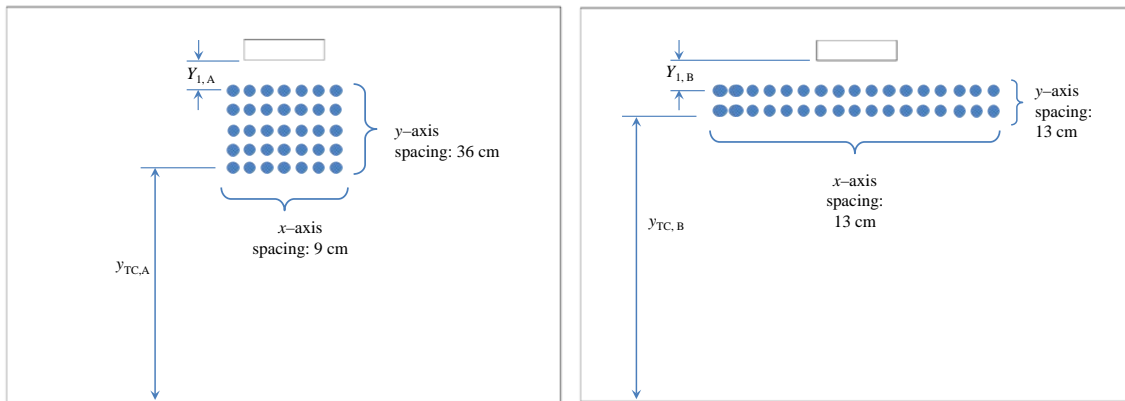 Y1, A
y–axis
spacing: 36 cm
x–axis
spacing: 9 cm
yTC,A
Y1, B
y–axis
spacing:
13 cm
x–axis
spacing:
13 cm
yTC, B